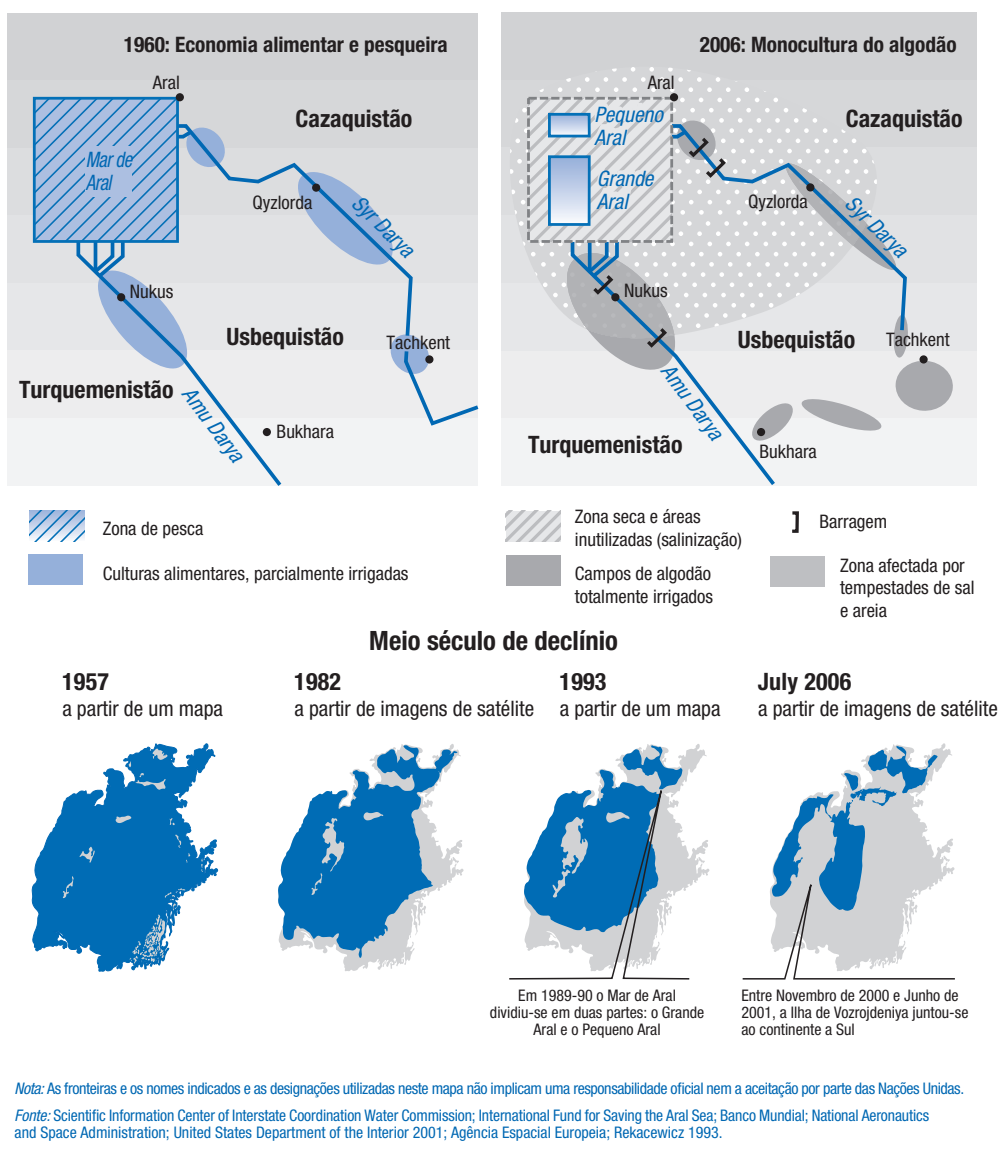 1960: Economia alimentar e pesqueira
Aral
Cazaquistão
Mar de
Aral
Qyzlorda
Syr Darya
Nukus
Usbequistão
Tachkent
Turquemenistão
Amu Darya
Bukhara
2006: Monocultura do algodão
Aral
Pequeno
Aral
Cazaquistão
Grande
Aral
Qyzlorda
Syr Darya
Nukus
Usbequistão
Tachkent
Amu Darya
Turquemenistão
Bukhara
Zona de pesca
Culturas alimentares, parcialmente irrigadas
Zona seca e áreas
inutilizadas (salinização)
Campos de algodão
totalmente irrigados
Barragem
Zona afectada por
tempestades de sal
e areia
Meio século de declínio
1957
a partir de um mapa
1982
a partir de imagens de satélite
1993
a partir de um mapa
July 2006
a partir de imagens de satélite
Em 1989-90 o Mar de Aral
dividiu-se em duas partes: o Grande
Aral e o Pequeno Aral
Entre Novembro de 2000 e Junho de
2001, a Ilha de Vozrojdeniya juntou-se
ao continente a Sul
Nota: As fronteiras e os nomes indicados e as designações utilizadas neste mapa não implicam uma responsabilidade oficial nem a aceitação por parte das Nações Unidas.
Fonte: Scientific Information Center of Interstate Coordination Water Commission; International Fund for Saving the Aral Sea; Banco Mundial; National Aeronautics
and Space Administration; United States Department of the Interior 2001; Agência Espacial Europeia; Rekacewicz 1993.